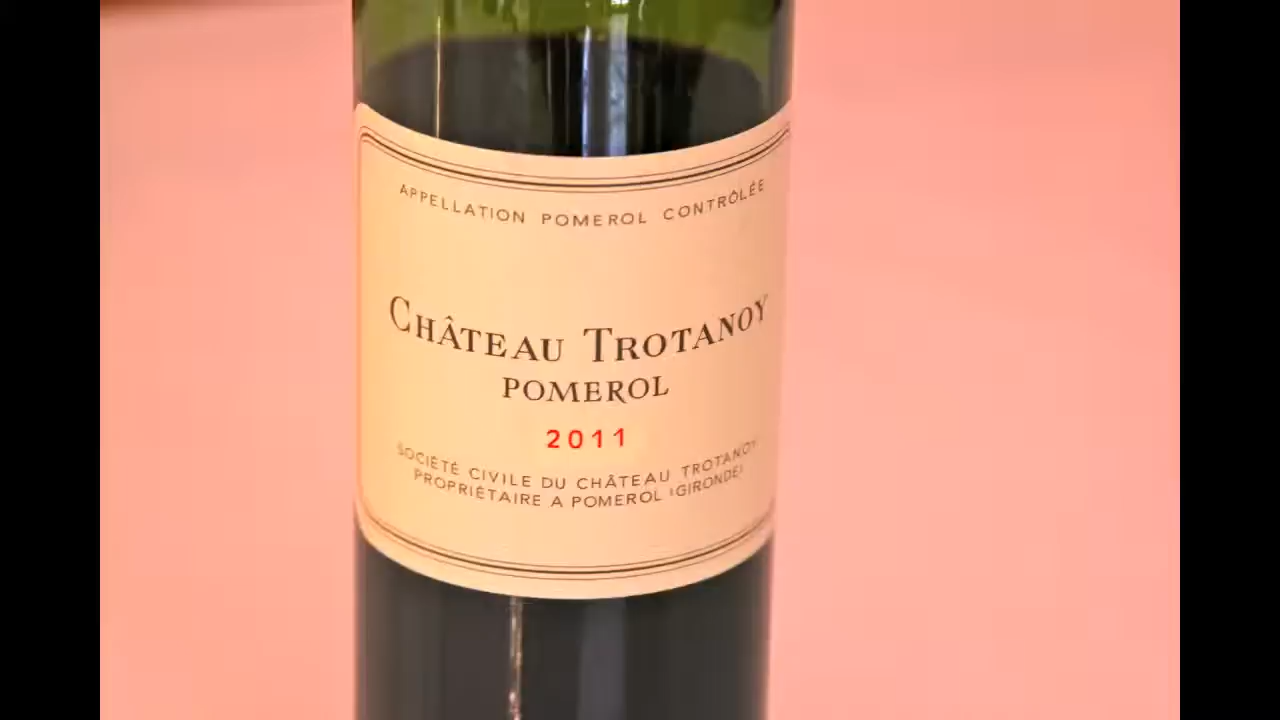 APPELLATION POMEROL CONTRÔLÉE
CHÂTEAU TROTANOY
POMEROL
2011
SOCIÉTÉ CIVILE DU CHÂTEAU TROTANOY
PROPRIÉTAIRE A POMEROL (GIRONDE)